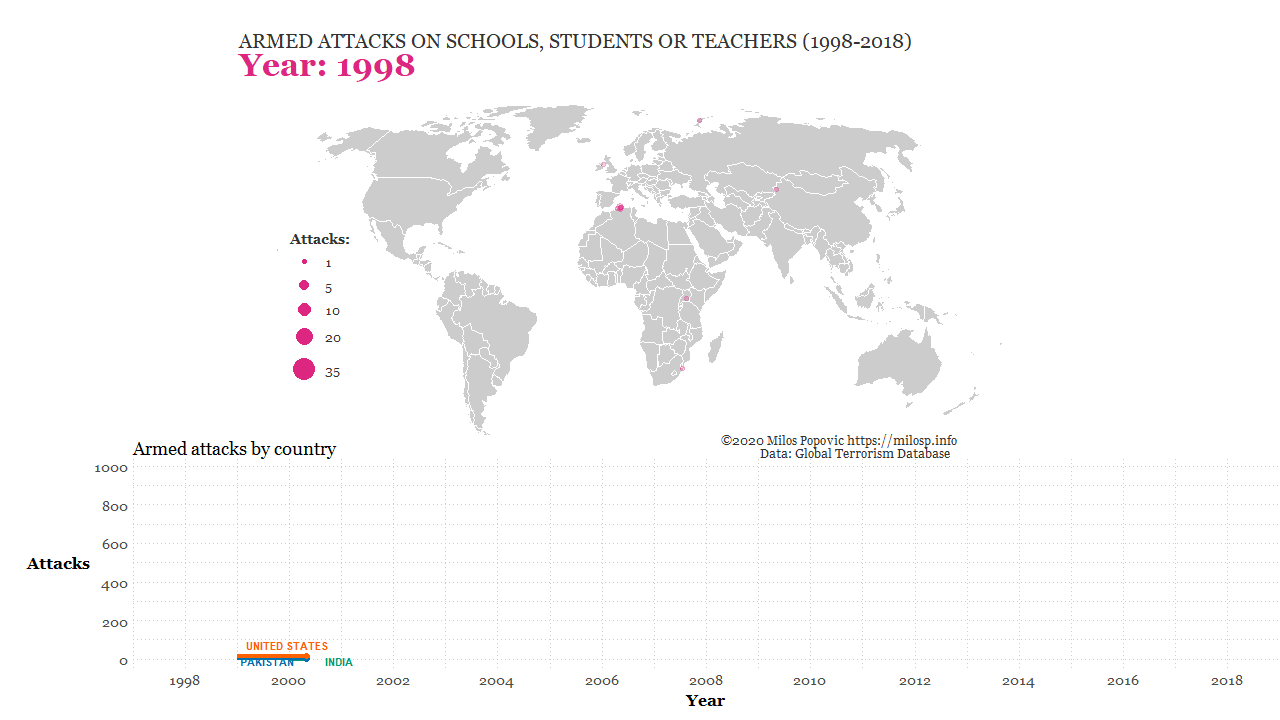 ARMED ATTACKS ON SCHOOLS, STUDENTS OR TEACHERS (1998-2018)
Year: 1998
Attacks:
1
5
10
20
35
©2020 Milos Popovic https://milosp.info
Data: Global Terrorism Database
Armed attacks by country
1000
800
600
Attacks
400
200
0
UNITED STATES
PAKISTAN INDIA
1998 2000 2002 2004 2006 2008 2010 2012 2014 2016 2018
Year